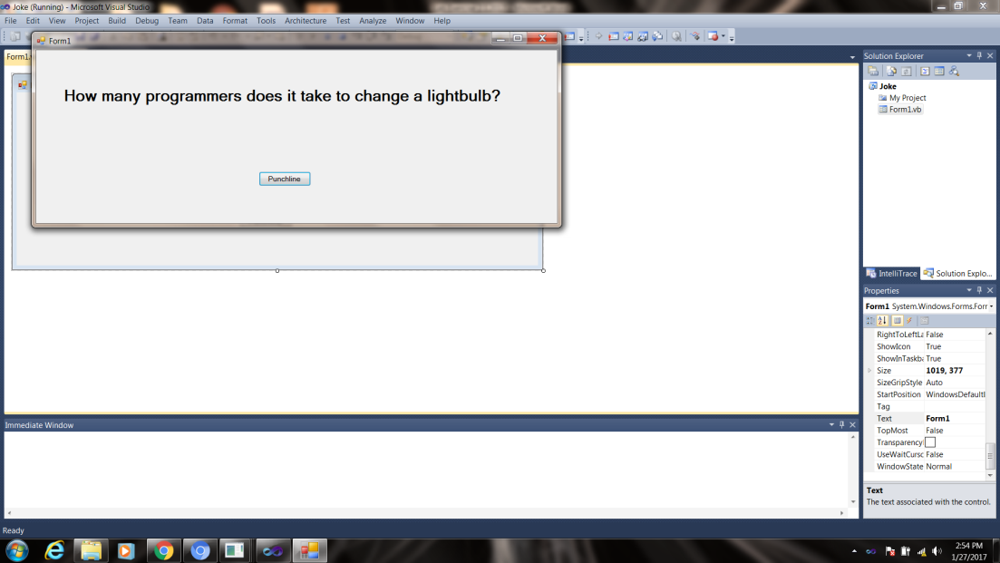 Joke (Running) - Microsoft Visual Studio
File Edit View Project Build Debug Team Data Format Tools Architecture Test Analyze Window Help
Form1
How many programmers does it take to change a lightbulb?
Punchline
Form1.
Solution Explorer
Joke
My Project
Form1.vb
IntelliTrace Solution Explo...
Properties
Form1 System.Windows.Forms.Forr
RightToLeftLa False
ShowIcon True
ShowInTaskba True
Size 1019, 377
SizeGripStyle Auto
StartPosition WindowsDefaultl
Tag
Text Form1
TopMost False
Transparency
UseWaitCurso False
WindowState Normal
Text
The text associated with the control.
Immediate Window
Ready
2:54 PM
1/27/2017